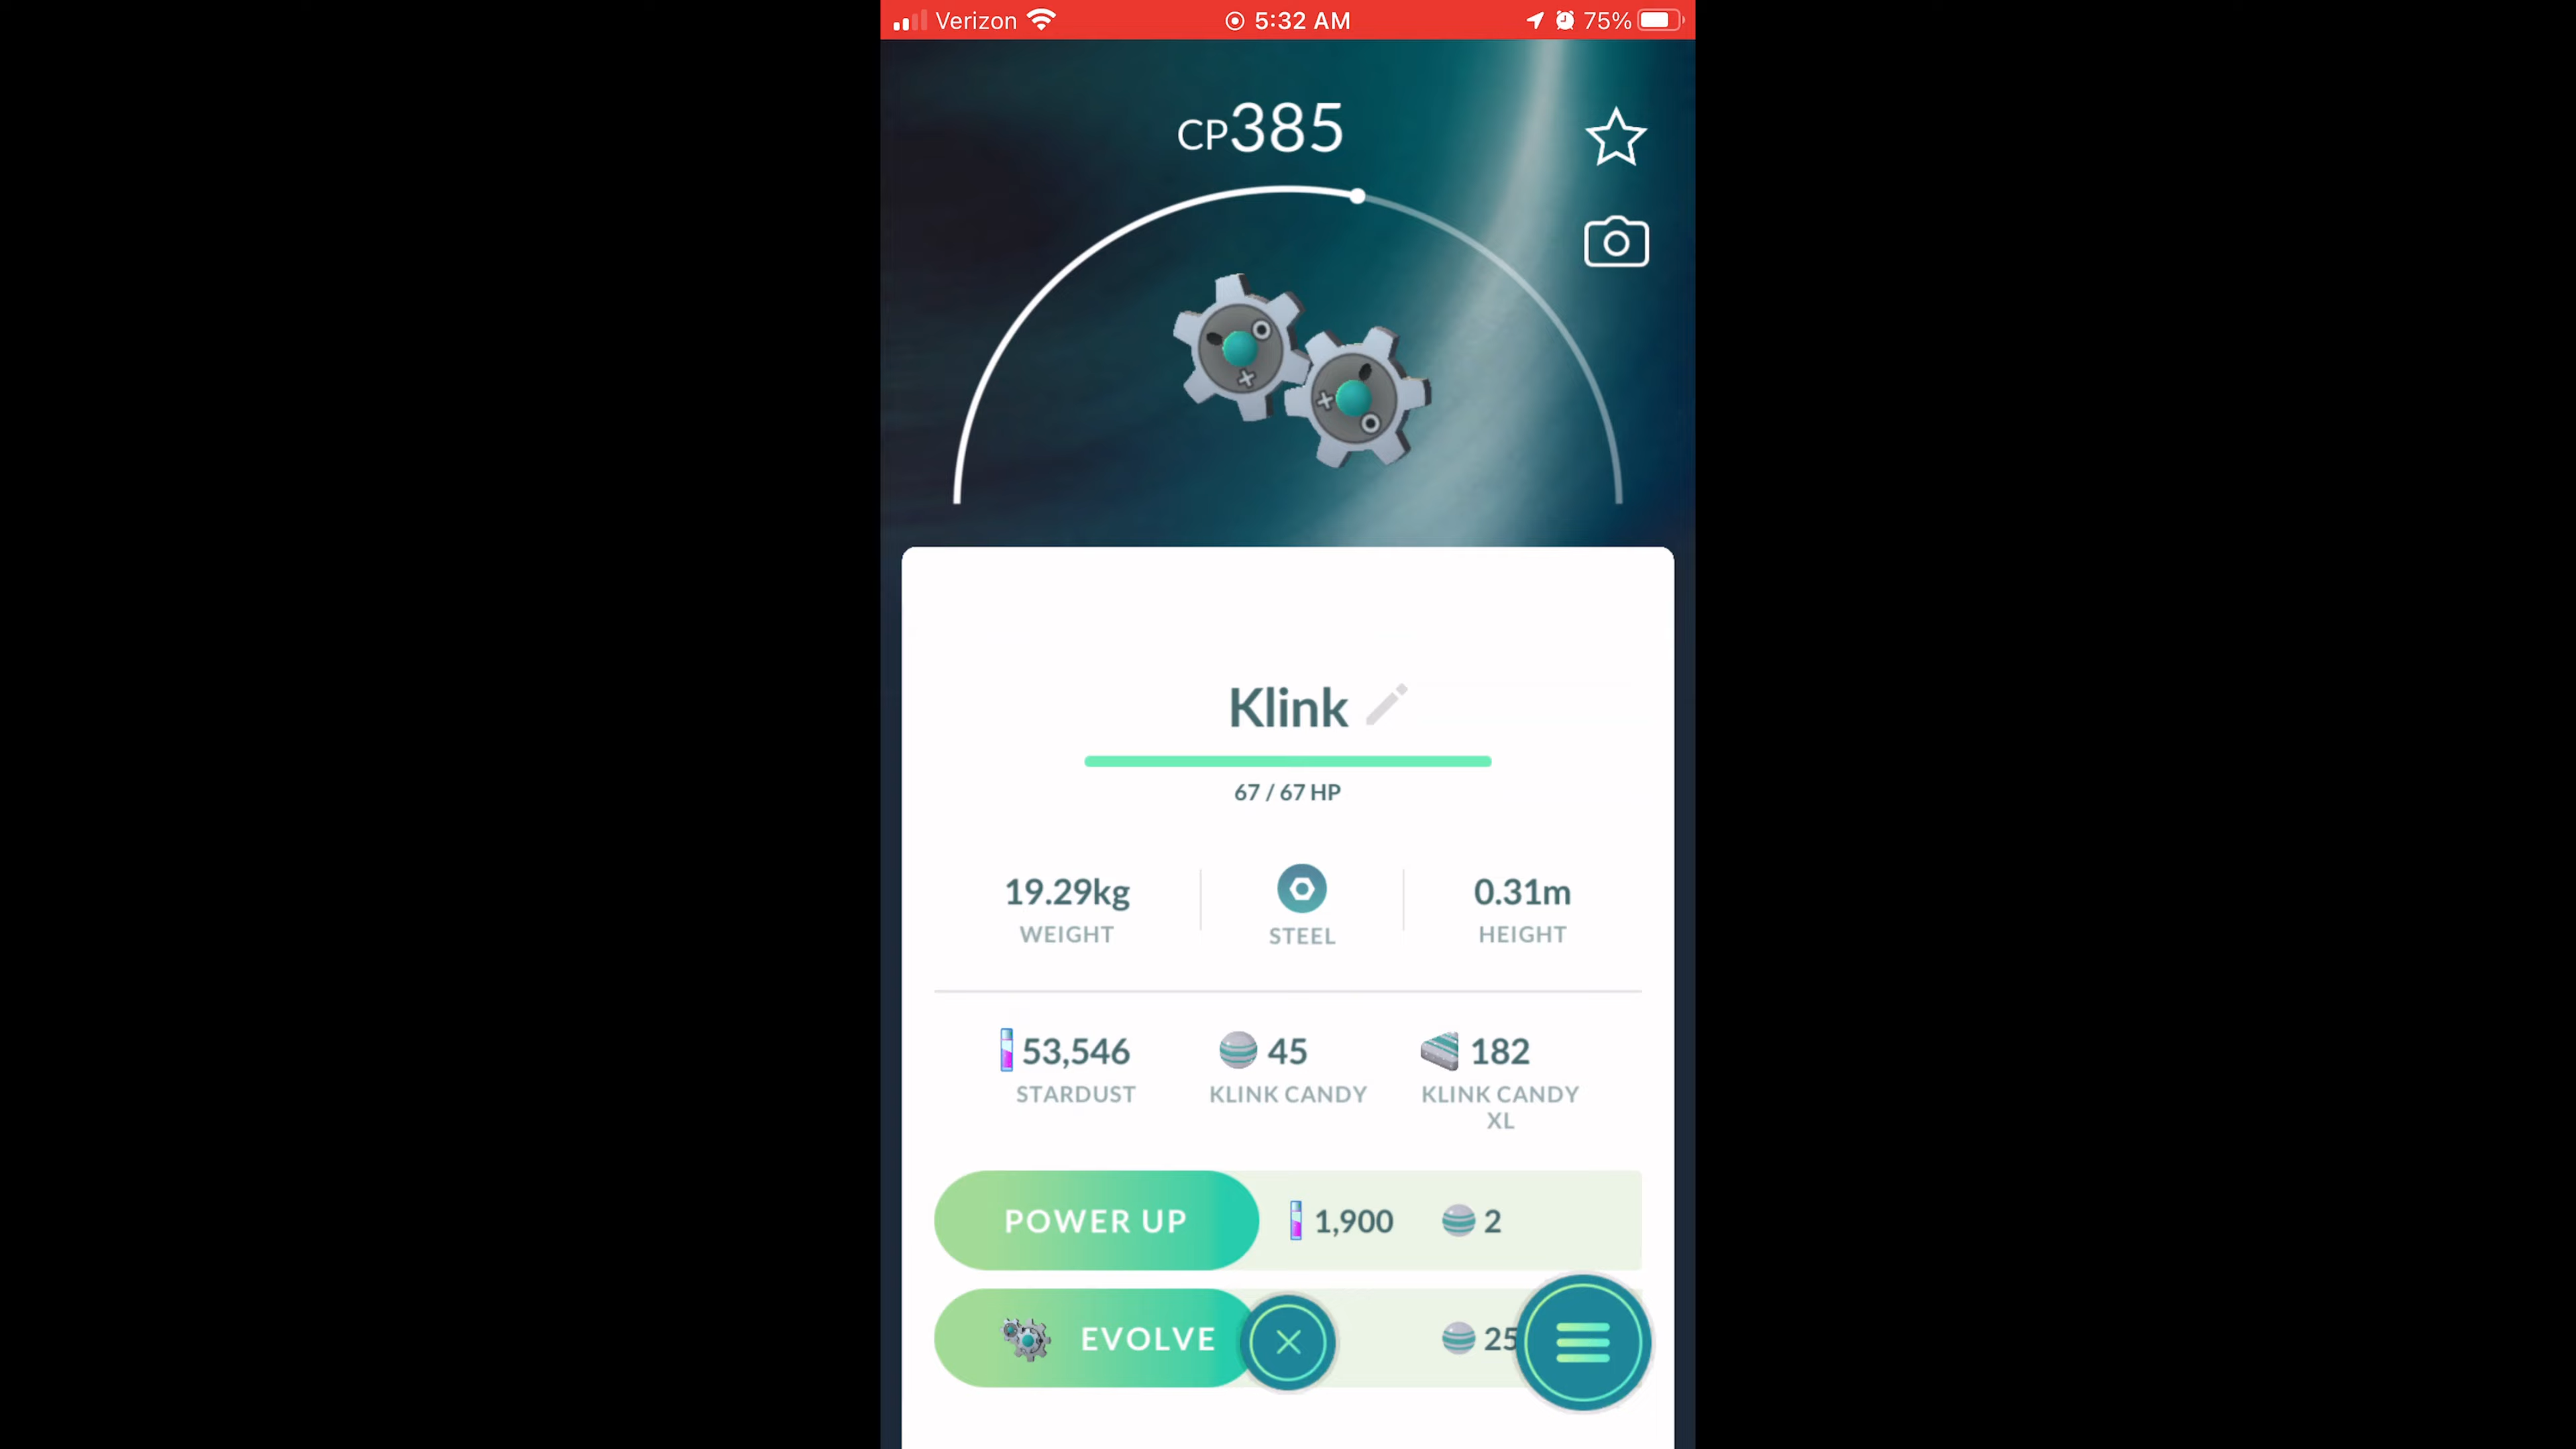 Verizon 5:32 AM 75%
CP385
Klink
67 / 67 HP
19.29kg
WEIGHT
STEEL
0.31m
HEIGHT
53,546
STARDUST
45
KLINK CANDY
182
KLINK CANDY
XL
POWER UP 1,900 2
EVOLVE 25